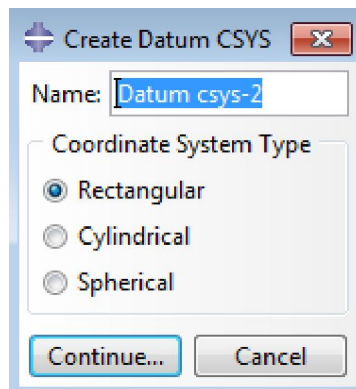 Create Datum CSYS
Name: Datum csys-2
Coordinate System Type
Rectangular
Cylindrical
Spherical
Continue... Cancel